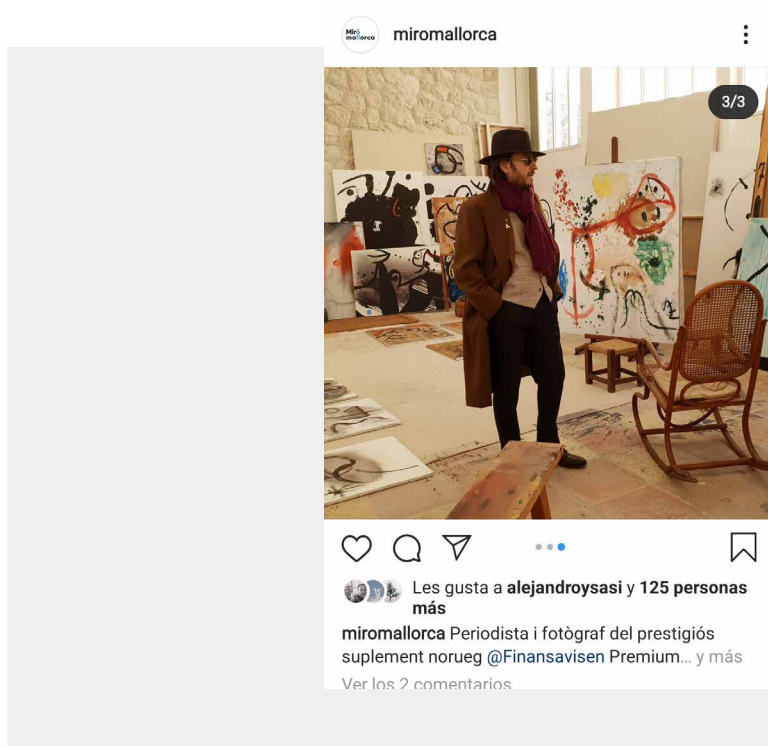 Miró
mallorca
miromallorca
3/3
Les gusta a alejandroysasi y 125 personas
más
miromallorca Periodista i fotògraf del prestigiós
suplement norueg @Finansavisen Premium... y más
Ver los 2 comentarios